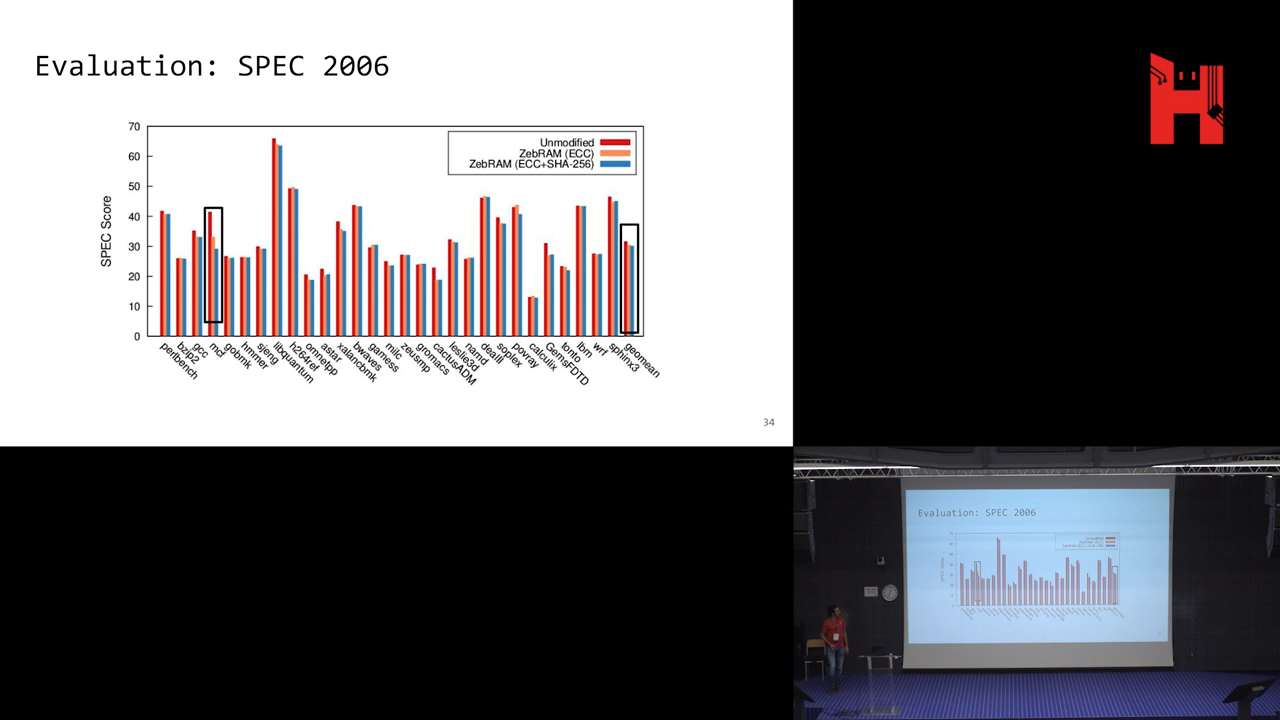 Evaluation: SPEC 2006
70
60
50
40
30
20
10
0
SPEC Score
Unmodified
ZebRAM (ECC)
ZebRAM (ECC+SHA-256)
perlbench
bzip2
gcc
mcf
gobmk
hmmer
sjeng
libquantum
h264ref
omnetpp
astar
xalancbmk
bwaves
gamess
milc
zeusmp
gromacs
cactusADM
leslie3d
namd
dealII
soplex
povray
calculix
GemsFDTD
tonto
lbm
wrf
sphinx3
geomean
34
H
Evaluation: SPEC 2006